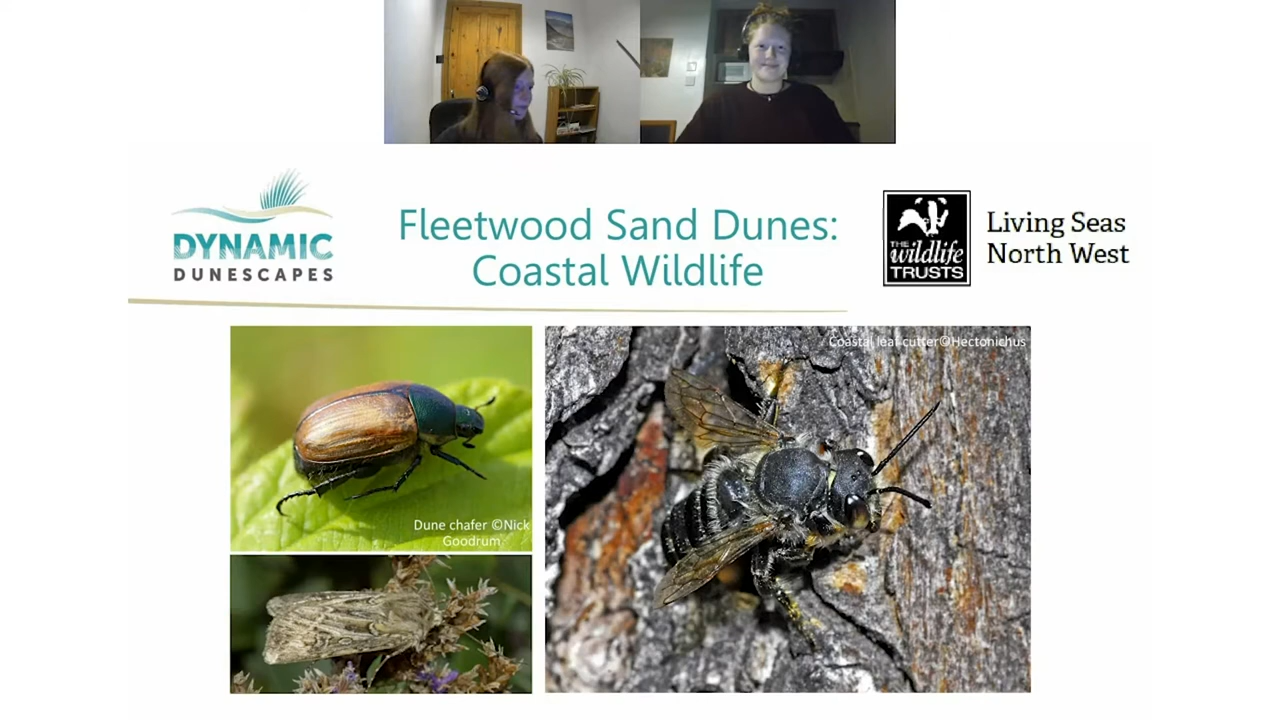 DYNAMIC
DUNESCAPES
Fleetwood Sand Dunes:
Coastal Wildlife
THE
wildlife
TRUSTS
Living Seas
North West
Coastal leaf cutter©Hectonichus
Dune chafer ©Nick
Goodrum